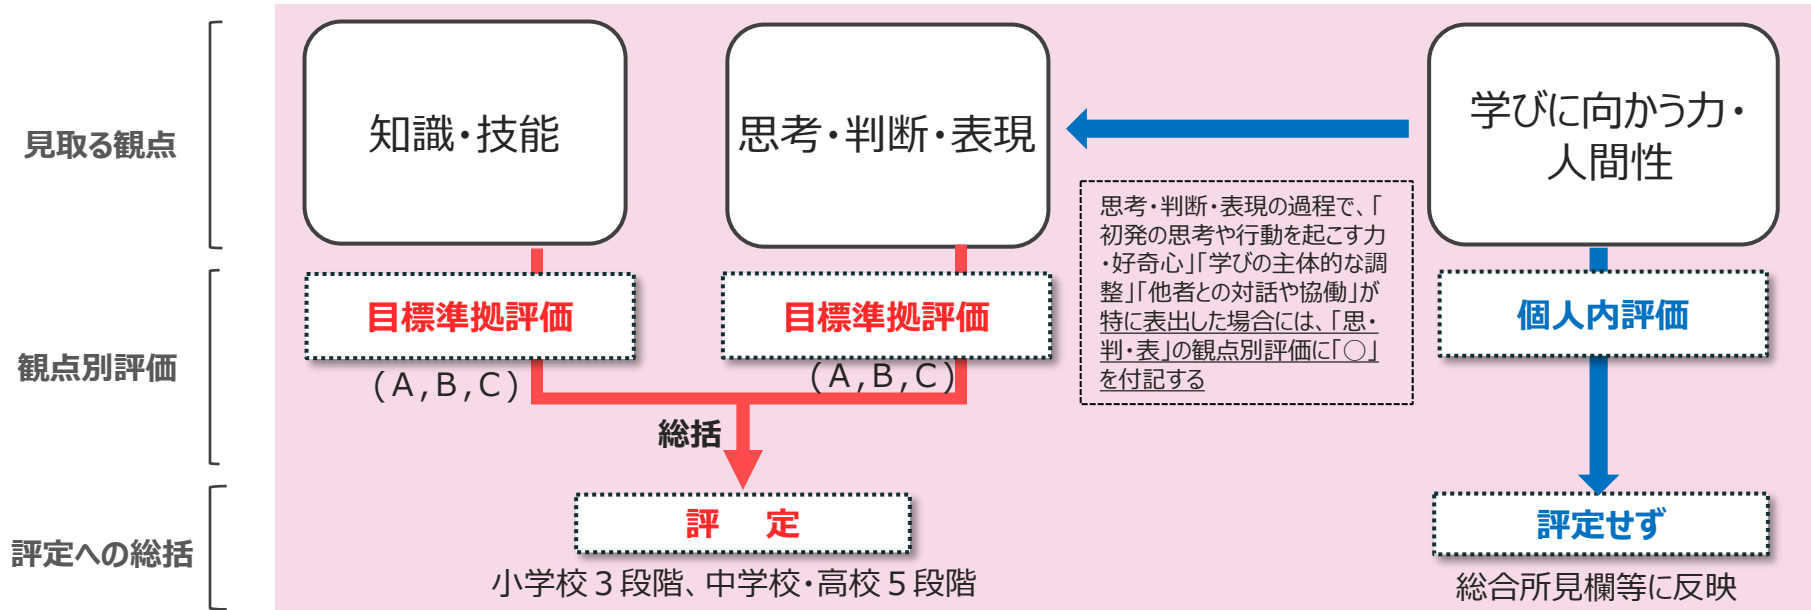 見取る観点
知識・技能
思考・判断・表現
学びに向かう力・
人間性
思考・判断・表現の過程で、「
初発の思考や行動を起こす力
・好奇心」「学びの主体的な調
整」「他者との対話や協働」が
特に表出した場合には、「思・
判・表」の観点別評価に「○」
を付記する
観点別評価
目標準拠評価
(A,B,C)
目標準拠評価
(A,B,C)
個人内評価
総括
評定への総括
評　定
小学校３段階、中学校・高校５段階
評定せず
総合所見欄等に反映